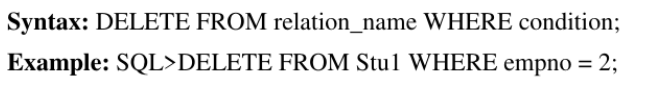 Syntax: DELETE FROM relation_name WHERE condition;
Example: SQL>DELETE FROM Stu1 WHERE empno = 2;